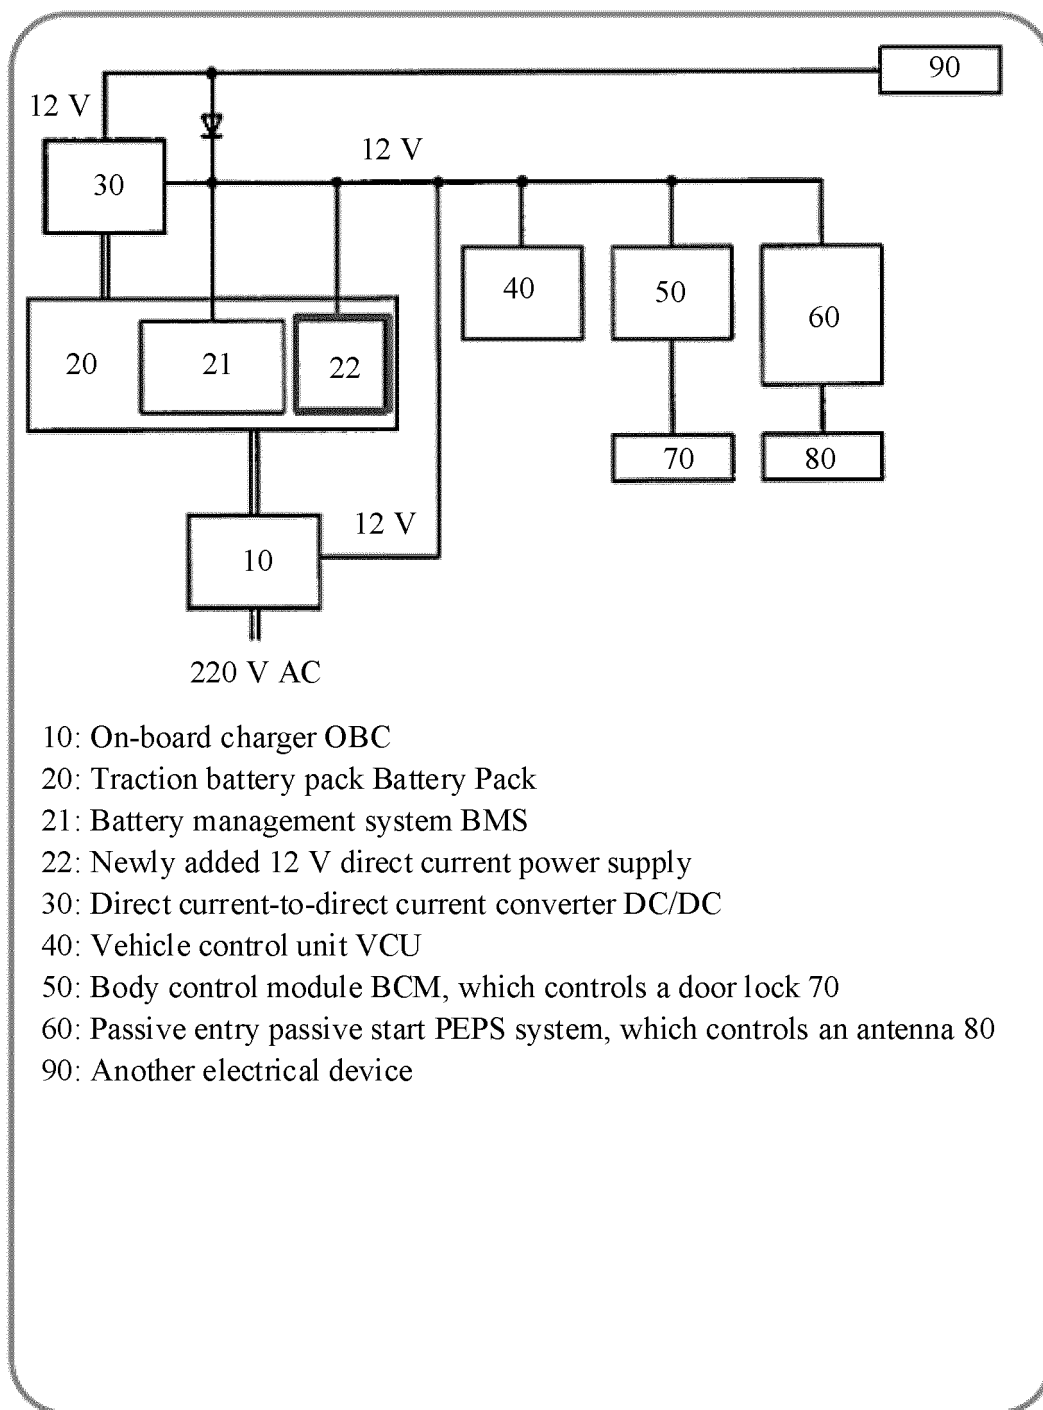 90
12 V
12 V
30
40
50
60
20
21
22
70
80
12 V
10
220 V AC
10: On-board charger OBC
20: Traction battery pack Battery Pack
21: Battery management system BMS
22: Newly added 12 V direct current power supply
30: Direct current-to-direct current converter DC/DC
40: Vehicle control unit VCU
50: Body control module BCM, which controls a door lock 70
60: Passive entry passive start PEPS system, which controls an antenna 80
90: Another electrical device